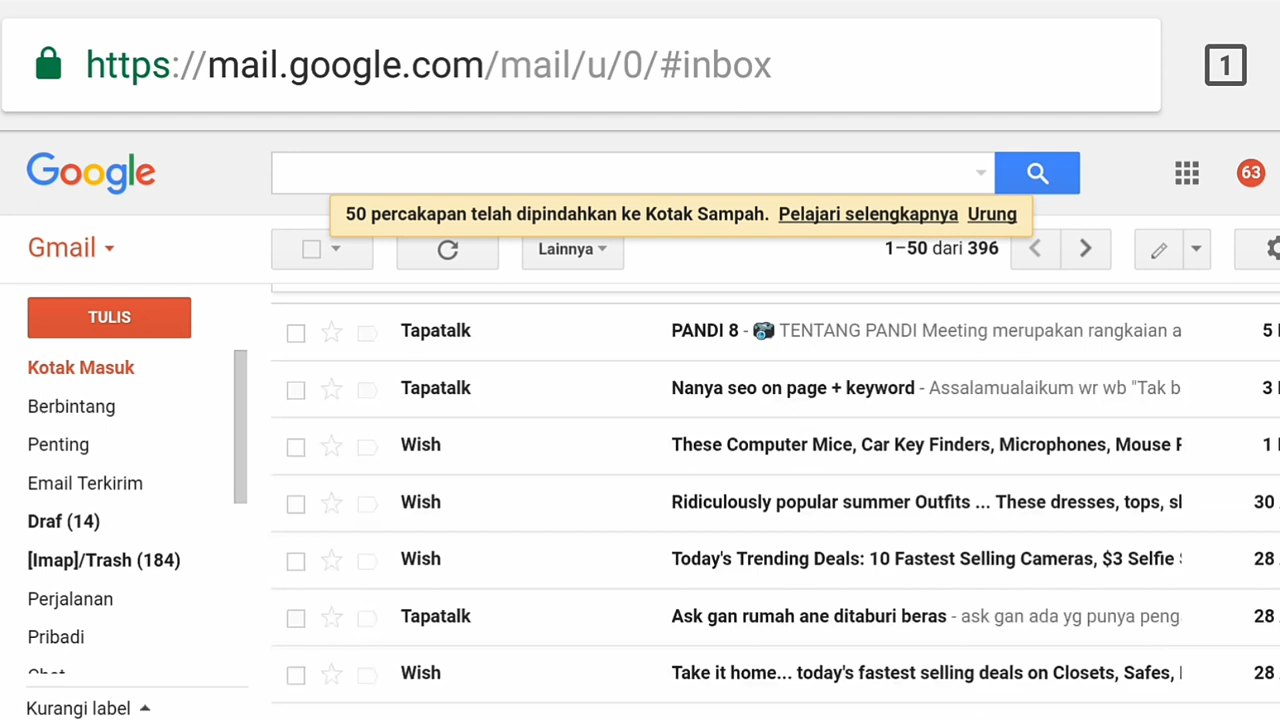 https://mail.google.com/mail/u/0/#inbox
1
Google
63
50 percakapan telah dipindahkan ke Kotak Sampah. Pelajari selengkapnya Urung
Gmail
Lainnya
1–50 dari 396
TULIS
Kotak Masuk
Berbintang
Penting
Email Terkirim
Draf (14)
[Imap]/Trash (184)
Perjalanan
Pribadi
Kurangi label
Tapatalk PANDI 8 - TENTANG PANDI Meeting merupakan rangkaian a 5
Tapatalk Nanya seo on page + keyword - Assalamualaikum wr wb "Tak b 3
Wish These Computer Mice, Car Key Finders, Microphones, Mouse 1
Wish Ridiculously popular summer Outfits ... These dresses, tops, 30
Wish Today's Trending Deals: 10 Fastest Selling Cameras, $3 Selfie 28
Tapatalk Ask gan rumah ane ditaburi beras - ask gan ada yg punya peng 28
Wish Take it home... today's fastest selling deals on Closets, Safes, 28